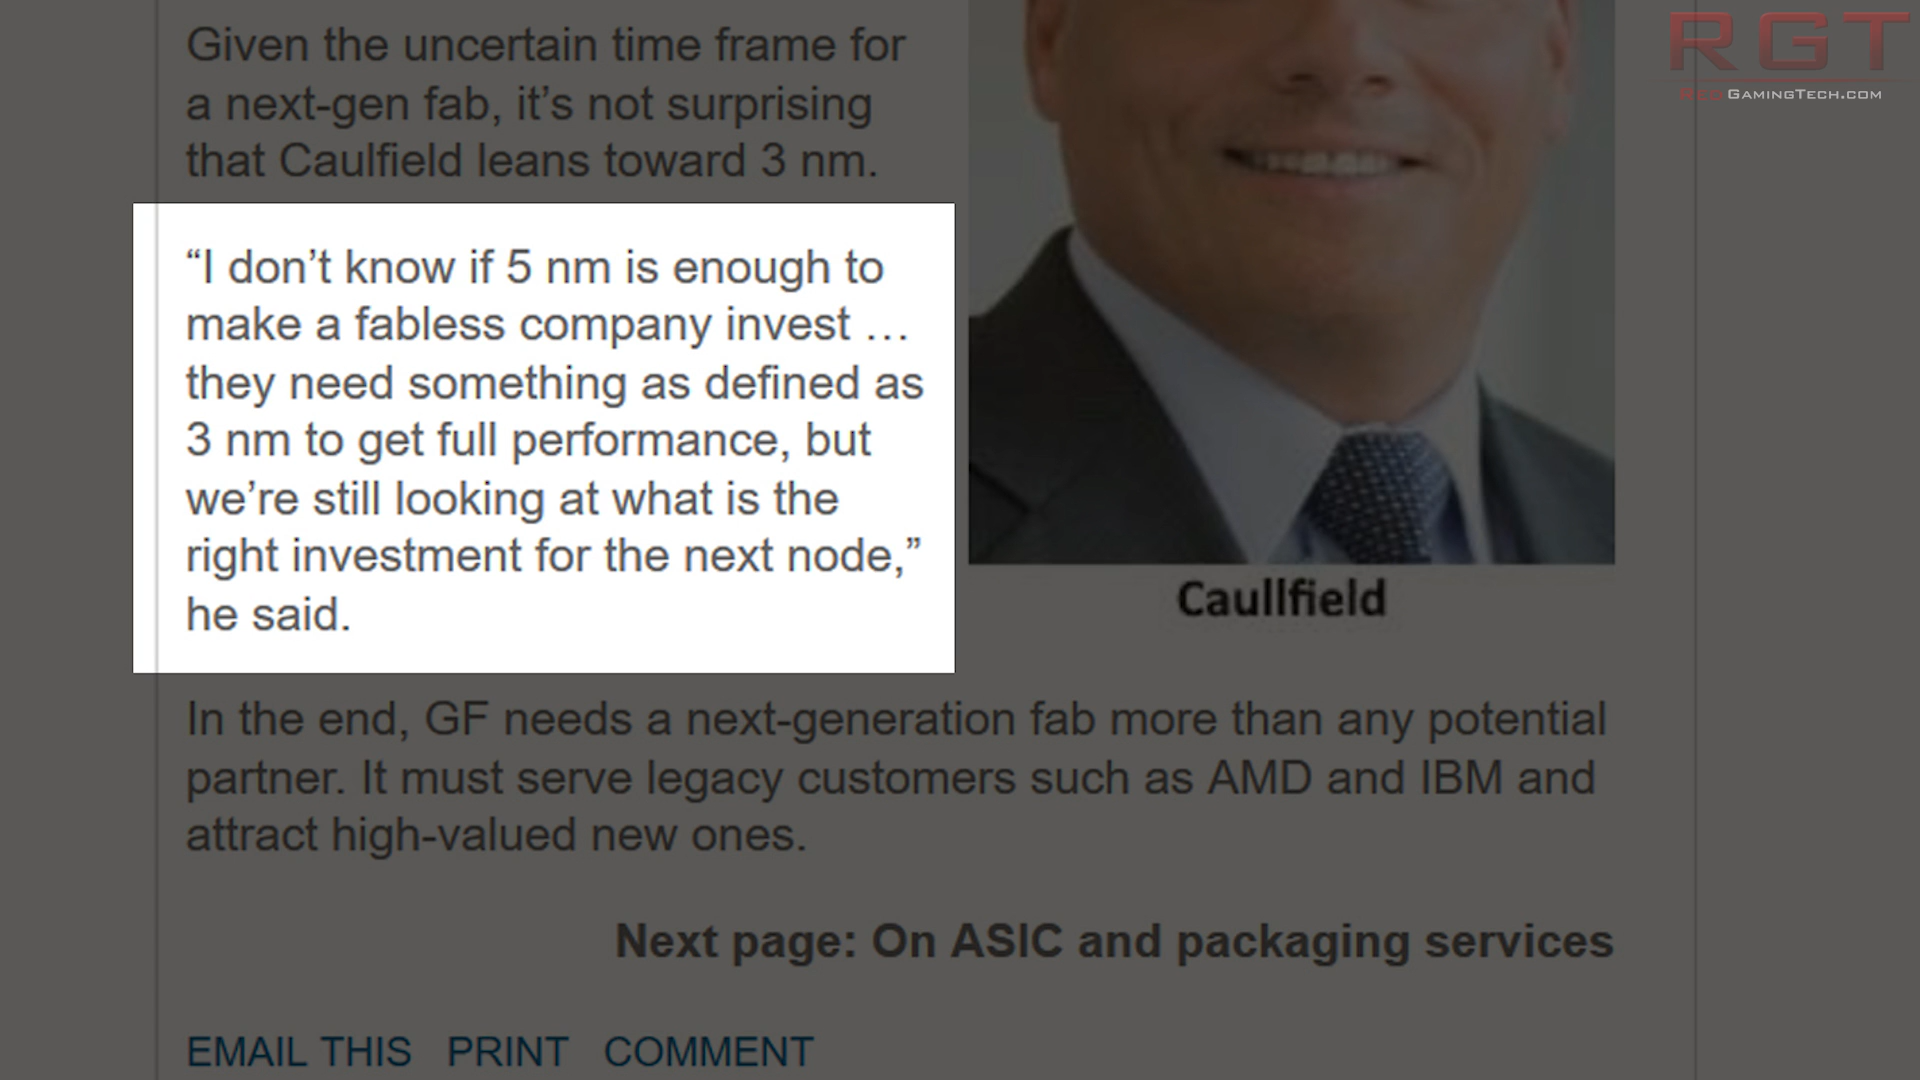 RGT
RedGamingTech.com
Given the uncertain time frame for
a next-gen fab, it’s not surprising
that Caulfield leans toward 3 nm.
“I don’t know if 5 nm is enough to
make a fabless company invest …
they need something as defined as
3 nm to get full performance, but
we’re still looking at what is the
right investment for the next node,”
he said.
Caullfield
In the end, GF needs a next-generation fab more than any potential
partner. It must serve legacy customers such as AMD and IBM and
attract high-valued new ones.
Next page: On ASIC and packaging services
EMAIL THIS PRINT COMMENT